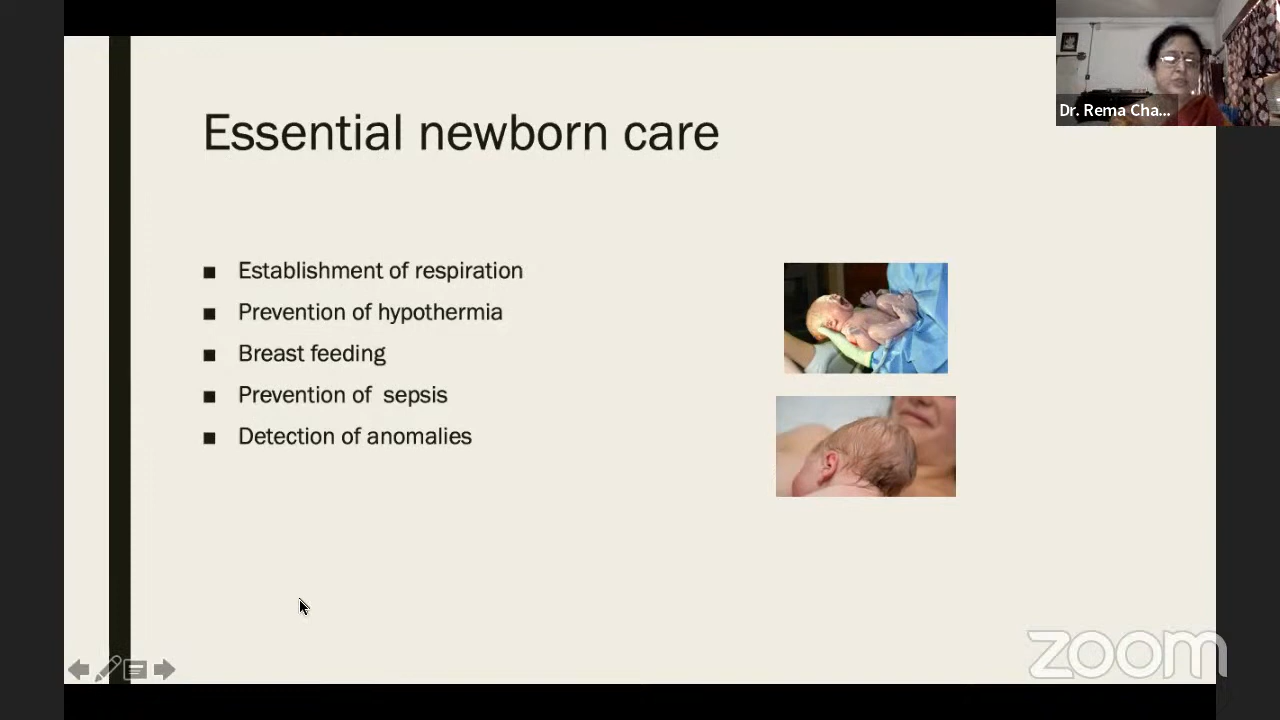 Essential newborn care
Establishment of respiration
Prevention of hypothermia
Breast feeding
Prevention of sepsis
Detection of anomalies
Dr. Rema Cha...
zoom